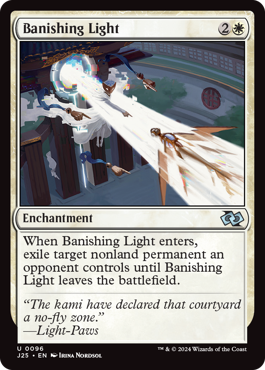 Banishing Light 2
Enchantment
When Banishing Light enters,
exile target nonland permanent an
opponent controls until Banishing
Light leaves the battlefield.
“The kami have declared that courtyard
a no-fly zone.”
—Light-Paws
U 0096
J25 • EN IRINA NORDSOL
™ & © 2024 Wizards of the Coast